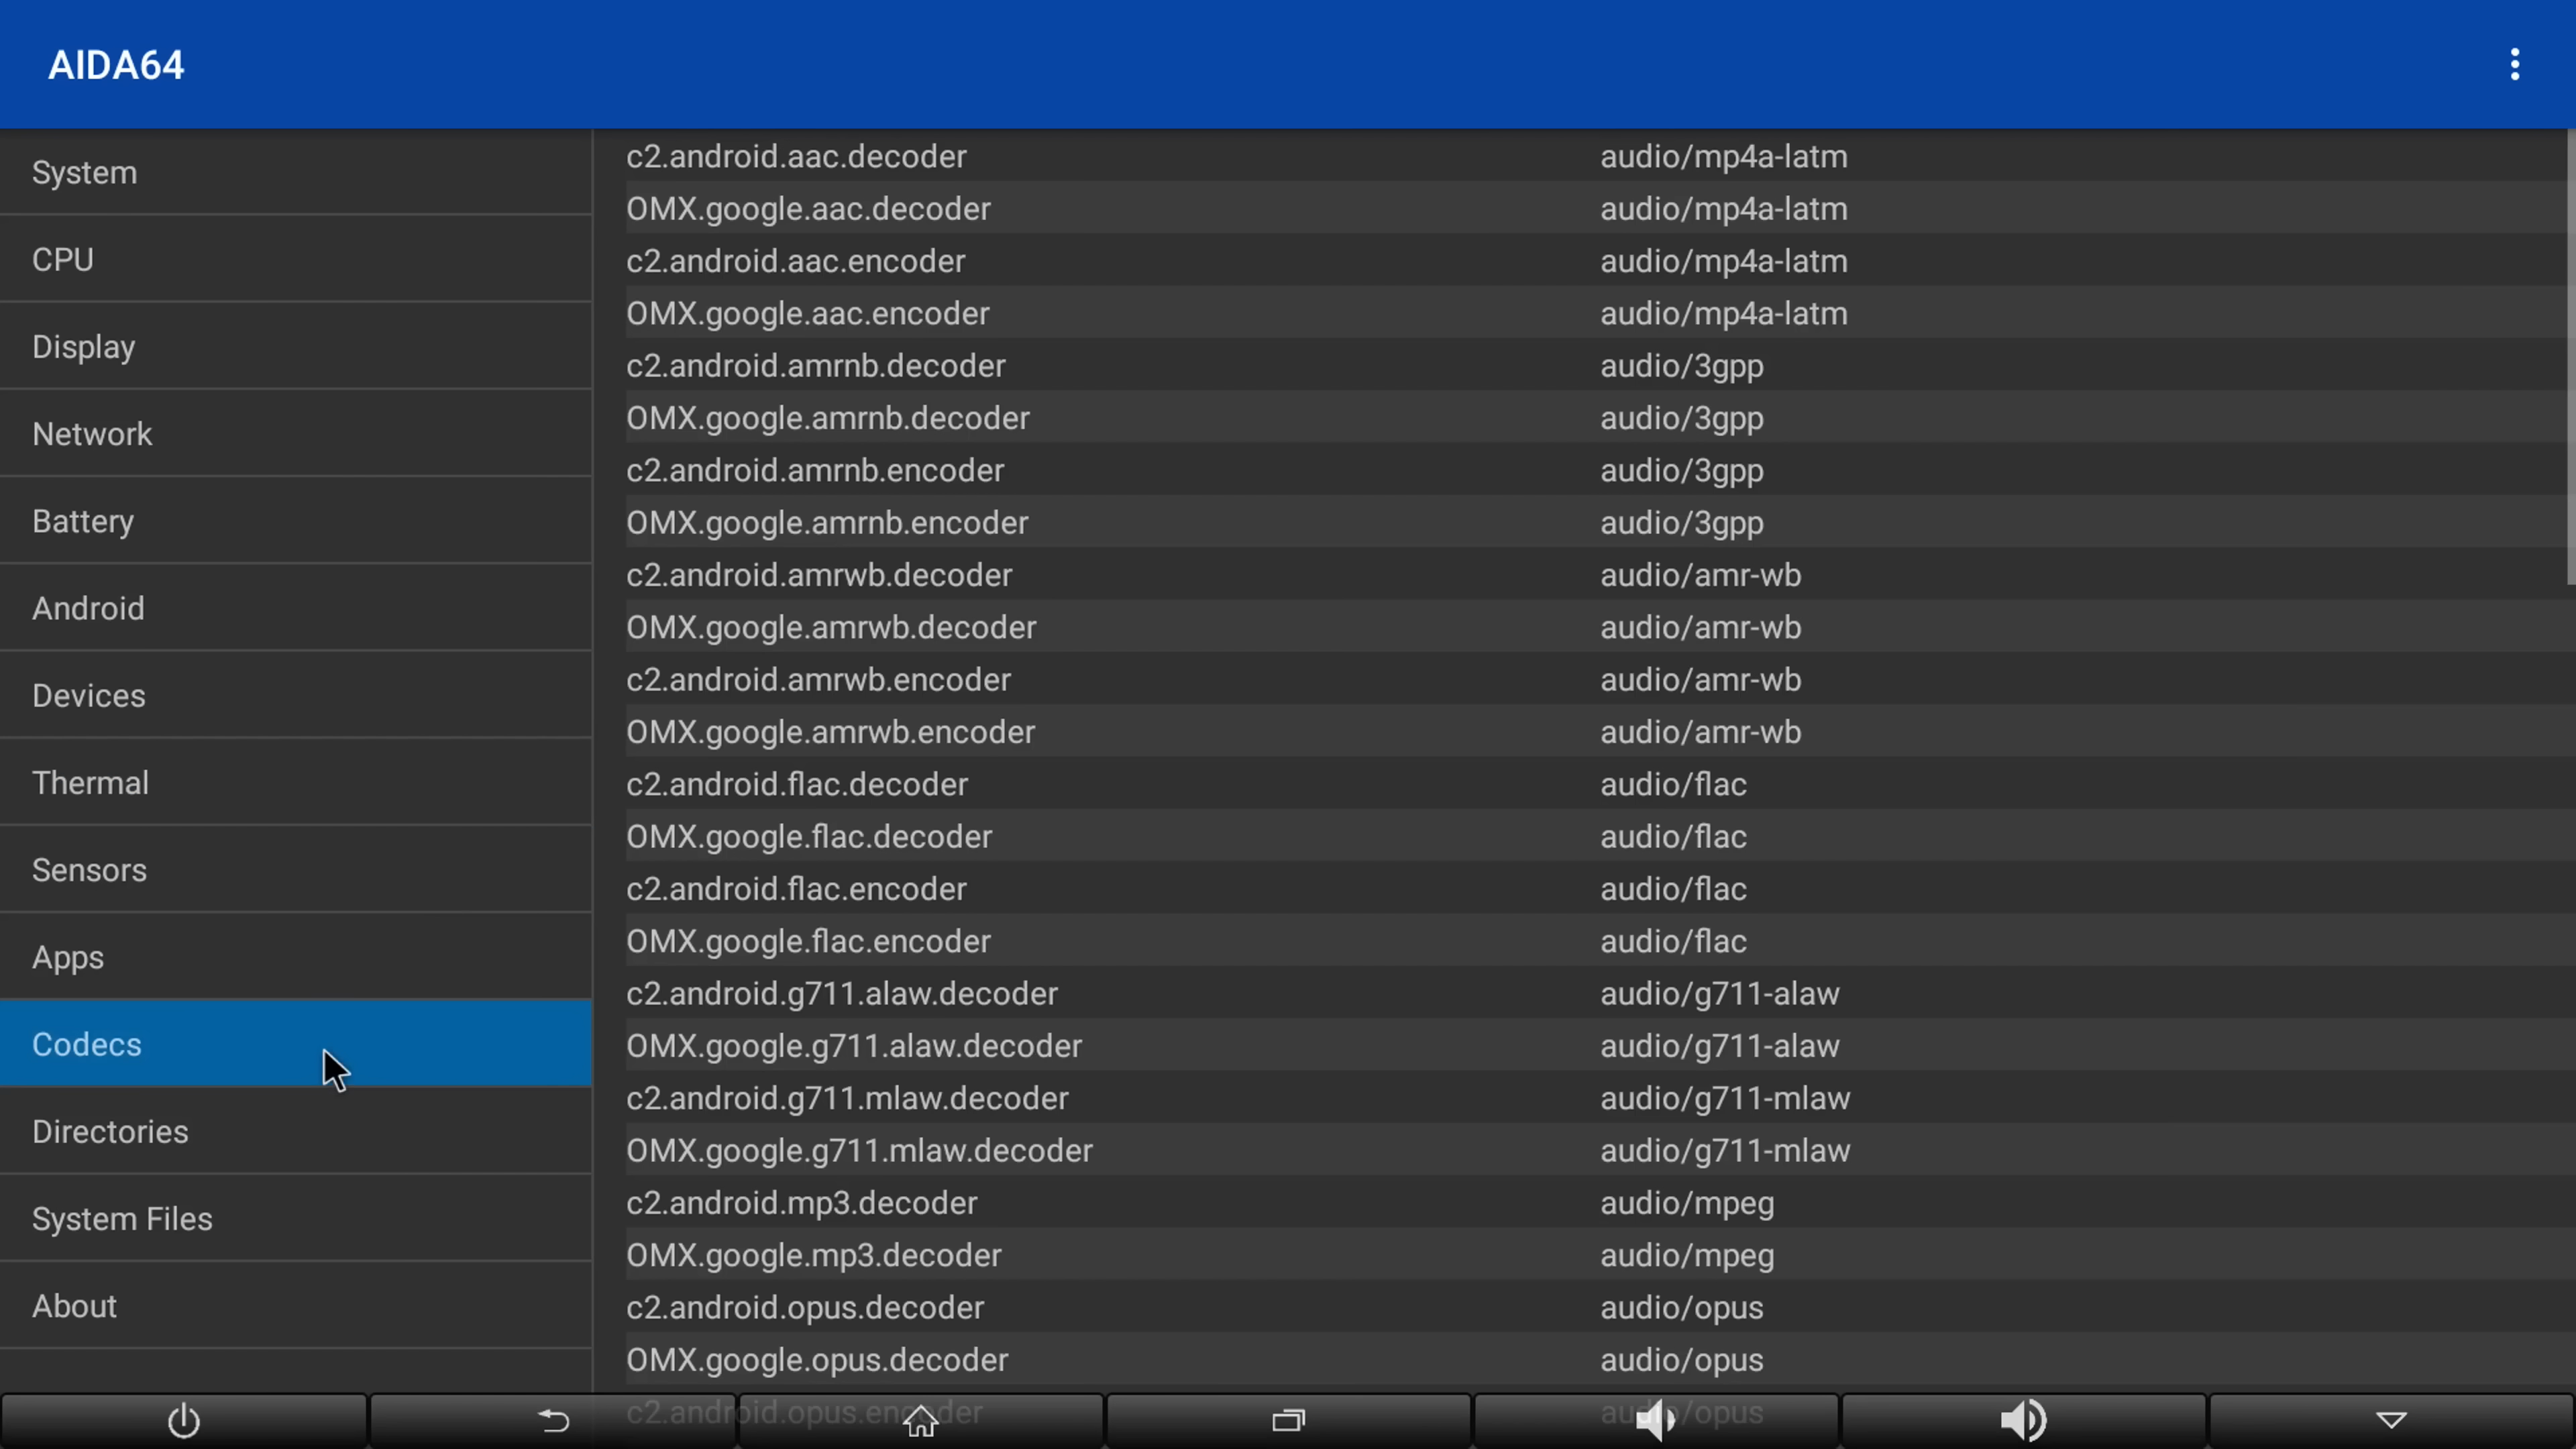 AIDA64
System
CPU
Display
Network
Battery
Android
Devices
Thermal
Sensors
Apps
Codecs
Directories
System Files
About
c2.android.aac.decoder audio/mp4a-latm
OMX.google.aac.decoder audio/mp4a-latm
c2.android.aac.encoder audio/mp4a-latm
OMX.google.aac.encoder audio/mp4a-latm
c2.android.amrnb.decoder audio/3gpp
OMX.google.amrnb.decoder audio/3gpp
c2.android.amrnb.encoder audio/3gpp
OMX.google.amrnb.encoder audio/3gpp
c2.android.amrwb.decoder audio/amr-wb
OMX.google.amrwb.decoder audio/amr-wb
c2.android.amrwb.encoder audio/amr-wb
OMX.google.amrwb.encoder audio/amr-wb
c2.android.flac.decoder audio/flac
OMX.google.flac.decoder audio/flac
c2.android.flac.encoder audio/flac
OMX.google.flac.encoder audio/flac
c2.android.g711.alaw.decoder audio/g711-alaw
OMX.google.g711.alaw.decoder audio/g711-alaw
c2.android.g711.mlaw.decoder audio/g711-mlaw
OMX.google.g711.mlaw.decoder audio/g711-mlaw
c2.android.mp3.decoder audio/mpeg
OMX.google.mp3.decoder audio/mpeg
c2.android.opus.decoder audio/opus
OMX.google.opus.decoder audio/opus
c2.android.opus.encoder audio/opus